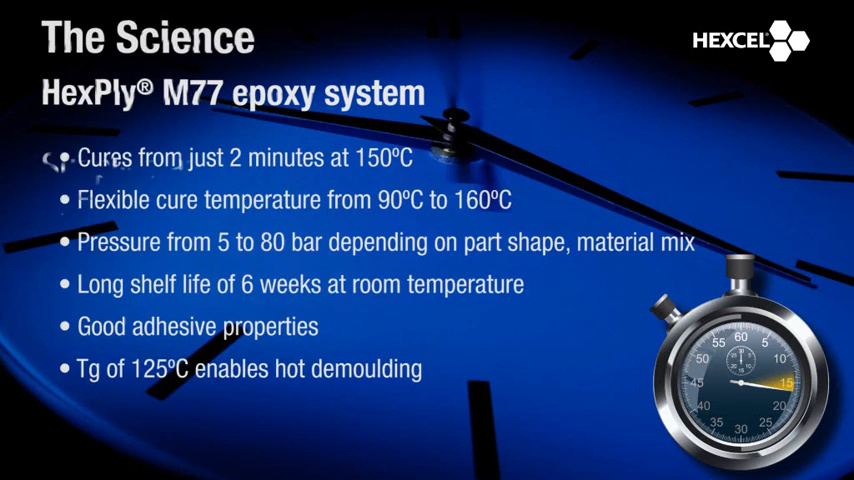 The Science
HEXCEL
HexPly® M77 epoxy system
• Cures from just 2 minutes at 150ºC
• Flexible cure temperature from 90ºC to 160ºC
• Pressure from 5 to 80 bar depending on part shape, material mix
• Long shelf life of 6 weeks at room temperature
• Good adhesive properties
• Tg of 125ºC enables hot demoulding
60
55 5
50 10
45 15
40 20
35 25
30